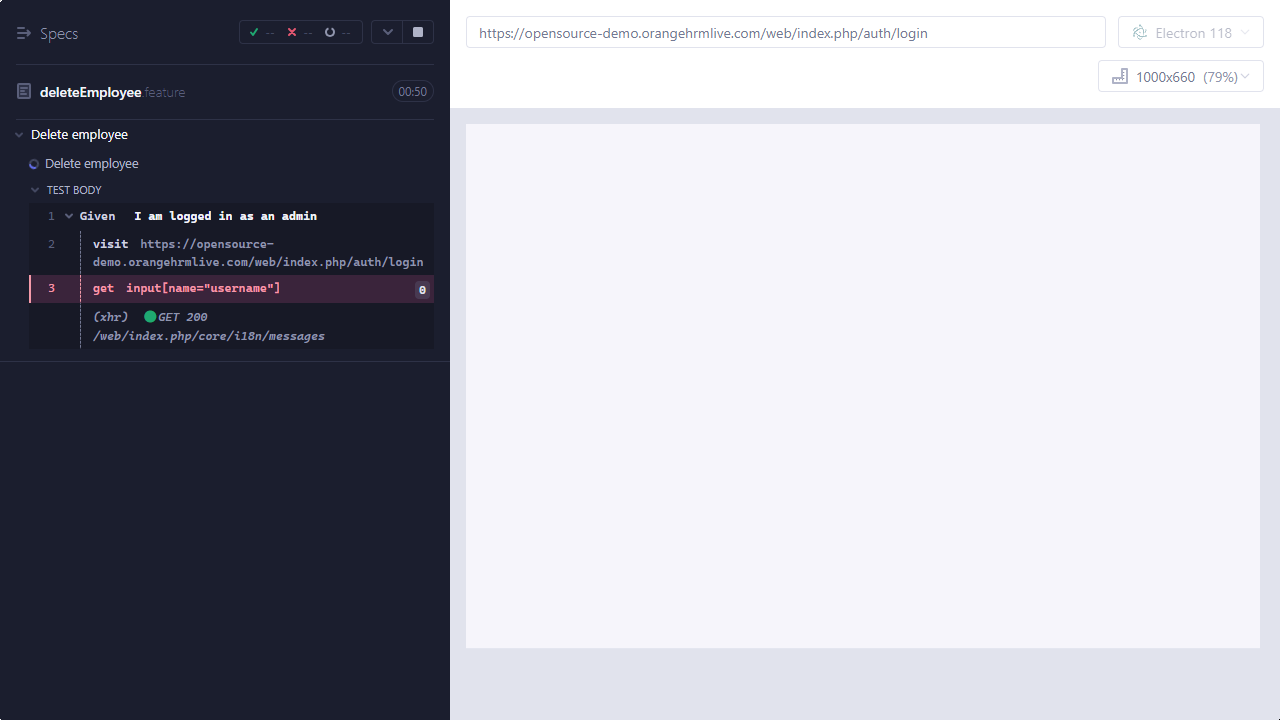 Specs
-- -- --
deleteEmployee feature
00:50
Delete employee
Delete employee
TEST BODY
1 Given I am logged in as an admin
2 visit https://opensource-
demo.orangehrmlive.com/web/index.php/auth/login
3 get input[name="username"] 0
(xhr) GET 200
/web/index.php/core/i18n/messages
https://opensource-demo.orangehrmlive.com/web/index.php/auth/login
Electron 118
1000x660 (79%)